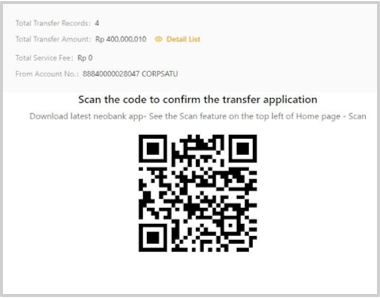 Total Transfer Records: 4
Total Transfer Amount: Rp 400,000,010 Detail List
Total Service Fee: Rp 0
From Account No.: 88840000028047 CORPSATU
Scan the code to confirm the transfer application
Download latest neobank app- See the Scan feature on the top left of Home page - Scan